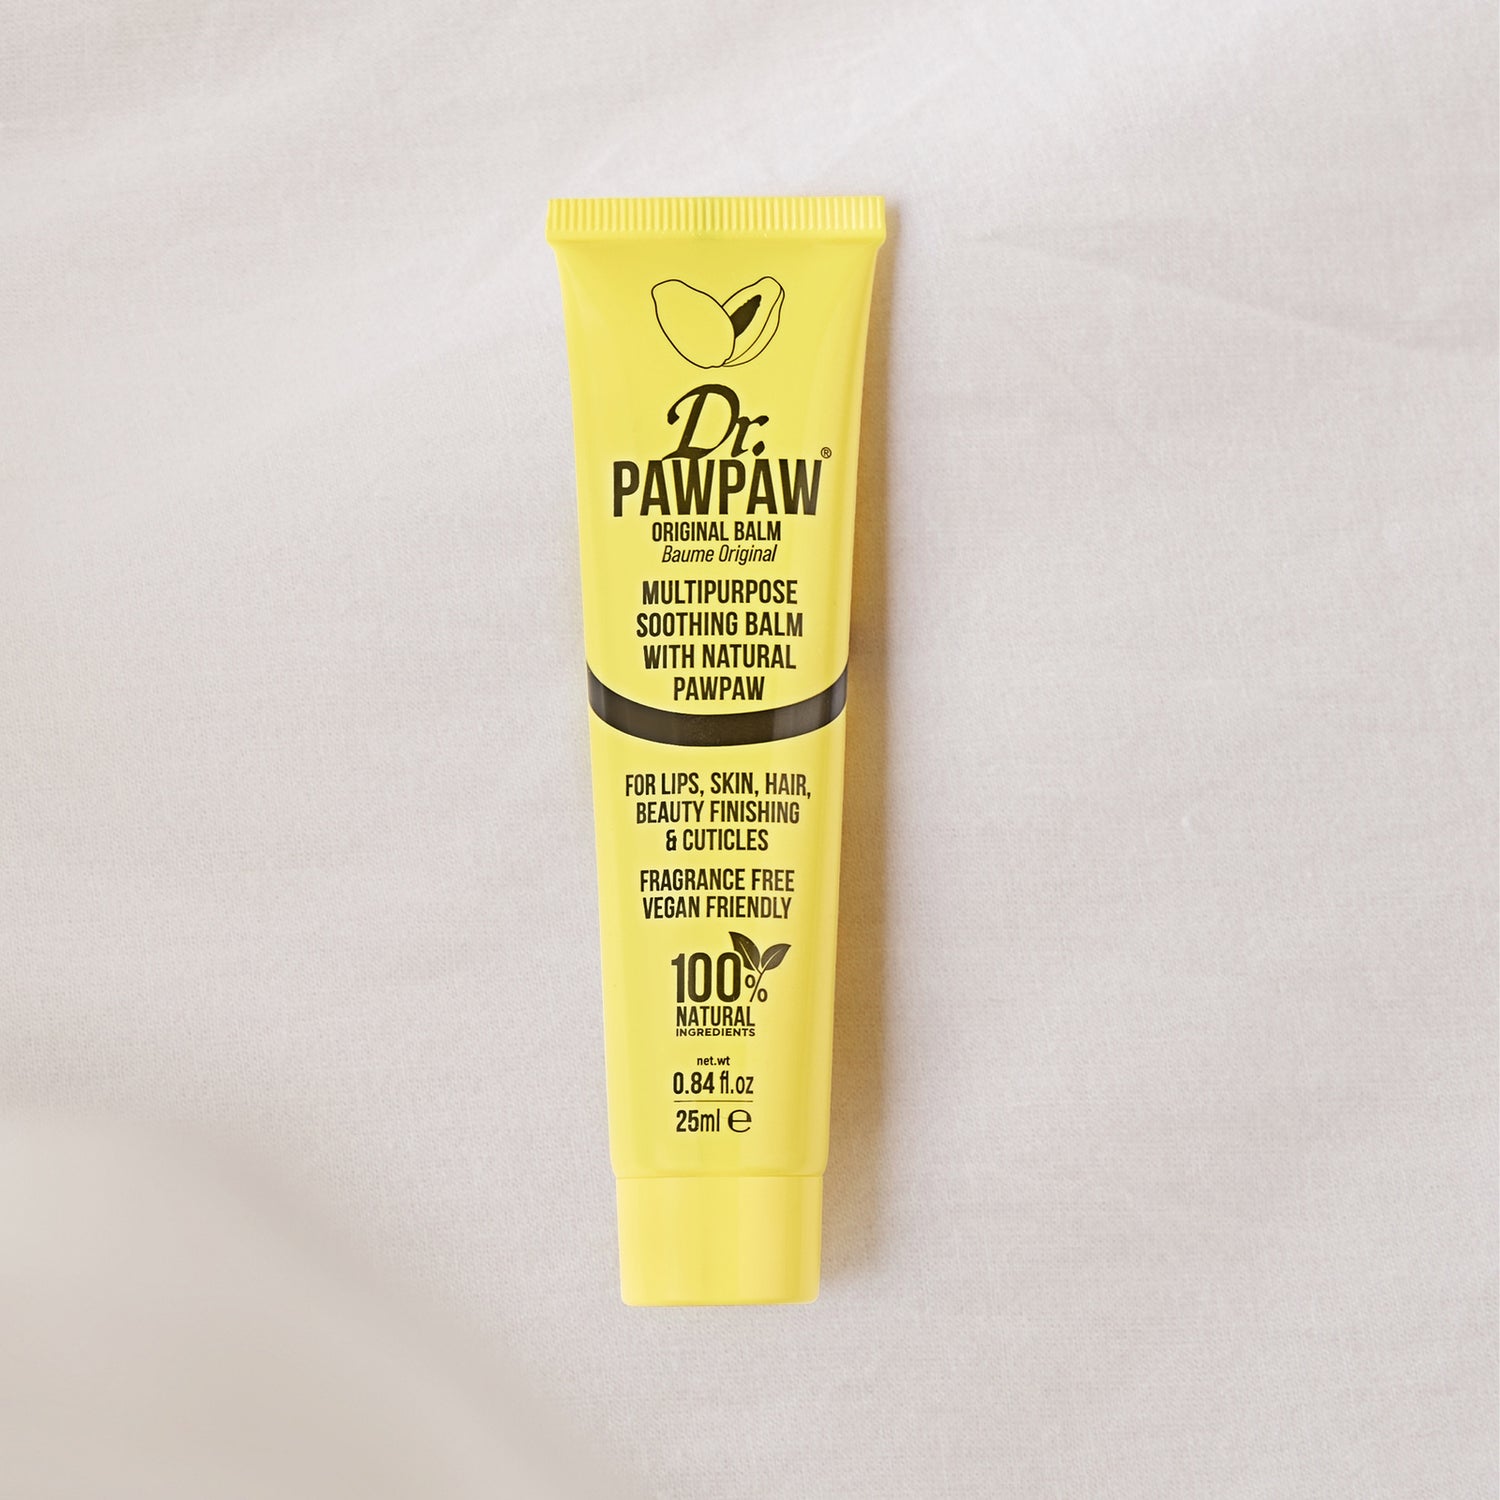 Dr.
PAWPAW®
ORIGINAL BALM
Baume Original
MULTIPURPOSE
SOOTHING BALM
WITH NATURAL
PAWPAW
FOR LIPS, SKIN, HAIR,
BEAUTY FINISHING
& CUTICLES
FRAGRANCE FREE
VEGAN FRIENDLY
100%
NATURAL
INGREDIENTS
net.wt
0.84 fl.oz
25ml ℮